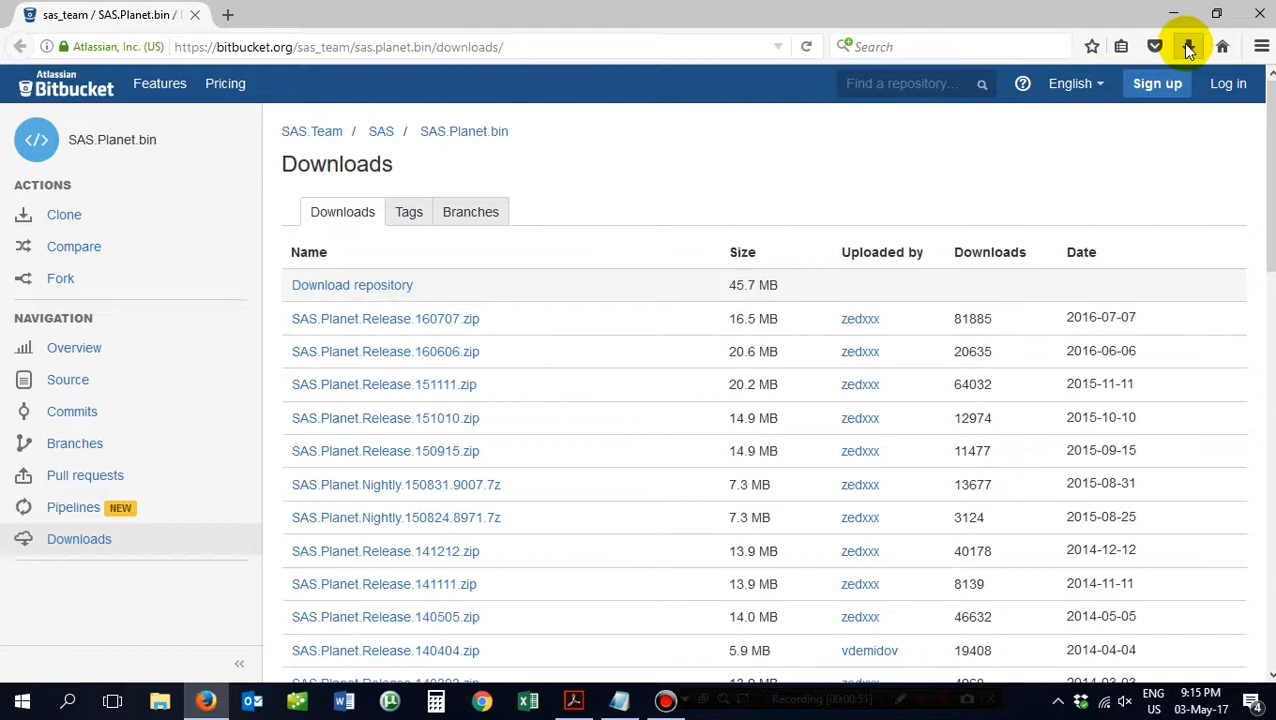 sas_team / SAS.Planet.bin /
Atlassian, Inc. (US)
https://bitbucket.org/sas_team/sas.planet.bin/downloads/
Search
Atlassian
Bitbucket
Features
Pricing
Find a repository...
English
Sign up
Log in
SAS.Planet.bin
ACTIONS
Clone
Compare
Fork
NAVIGATION
Overview
Source
Commits
Branches
Pull requests
Pipelines NEW
Downloads
SAS.Team / SAS / SAS.Planet.bin
Downloads
Downloads Tags Branches
Name Size Uploaded by Downloads Date
Download repository 45.7 MB
SAS.Planet.Release.160707.zip 16.5 MB zedxxx 81885 2016-07-07
SAS.Planet.Release.160606.zip 20.6 MB zedxxx 20635 2016-06-06
SAS.Planet.Release.151111.zip 20.2 MB zedxxx 64032 2015-11-11
SAS.Planet.Release.151010.zip 14.9 MB zedxxx 12974 2015-10-10
SAS.Planet.Release.150915.zip 14.9 MB zedxxx 11477 2015-09-15
SAS.Planet.Nightly.150831.9007.7z 7.3 MB zedxxx 13677 2015-08-31
SAS.Planet.Nightly.150824.8971.7z 7.3 MB zedxxx 3124 2015-08-25
SAS.Planet.Release.141212.zip 13.9 MB zedxxx 40178 2014-12-12
SAS.Planet.Release.141111.zip 13.9 MB zedxxx 8139 2014-11-11
SAS.Planet.Release.140505.zip 14.0 MB zedxxx 46632 2014-05-05
SAS.Planet.Release.140404.zip 5.9 MB vdemidov 19408 2014-04-04
Recording [00:00:51]
ENG
US
9:15 PM
03-May-17
4